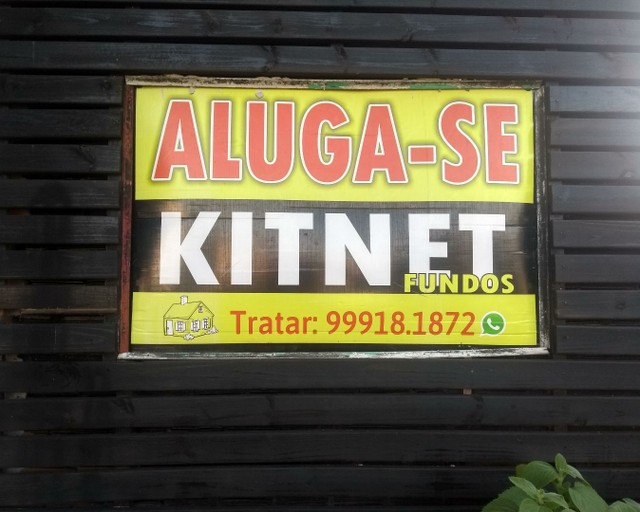 ALUGA-SE
KITNET
FUNDOS
Tratar: 99918.1872